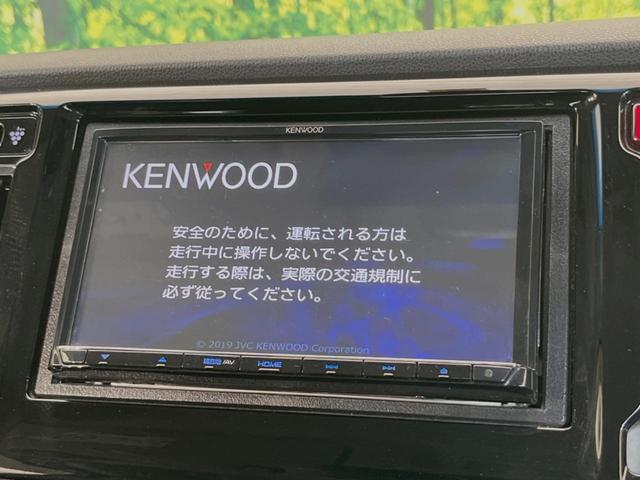 KENWOOD
KENWOOD
安全のために、運転される方は
走行中に操作しないでください。
走行する際は、実際の交通規制に
必ず従ってください。
© 2019 JVC KENWOOD Corporation
HOME